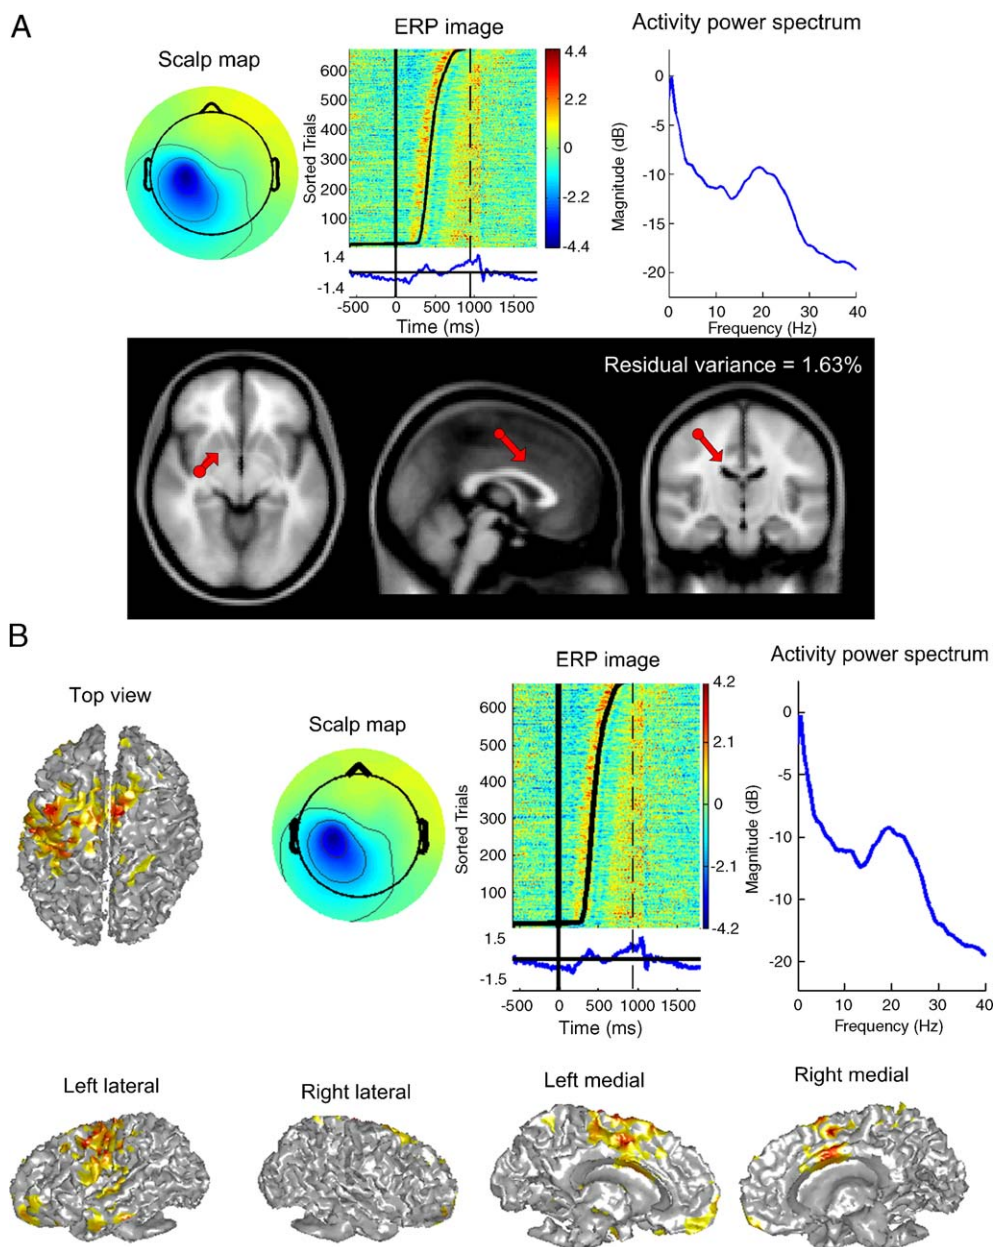 A
Scalp map
ERP image
Sorted Trials
600
500
400
300
200
100
4.4
2.2
0
-2.2
-4.4
1.4
-1.4
-500 0 500 1000 1500
Time (ms)
Activity power spectrum
Magnitude (dB)
0
-5
-10
-15
-20
0 10 20 30 40
Frequency (Hz)
Residual variance = 1.63%
B
Top view
Scalp map
ERP image
Sorted Trials
600
500
400
300
200
100
4.2
2.1
0
-2.1
-4.2
1.5
-1.5
-500 0 500 1000 1500
Time (ms)
Activity power spectrum
Magnitude (dB)
0
-5
-10
-15
-20
0 10 20 30 40
Frequency (Hz)
Left lateral
Right lateral
Left medial
Right medial